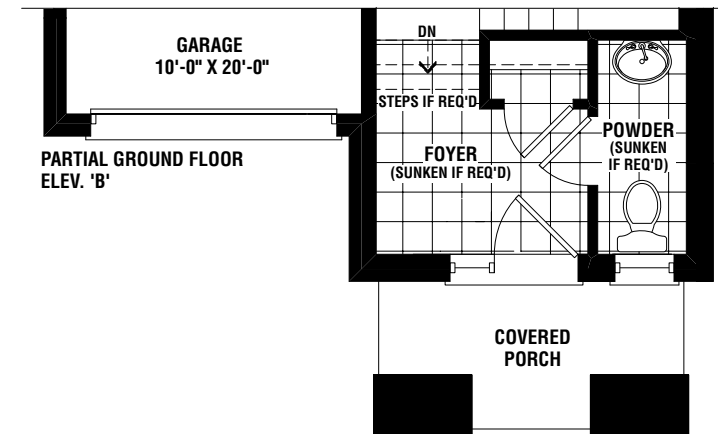 GARAGE
10'-0" X 20'-0"
DN
STEPS IF REQ'D
PARTIAL GROUND FLOOR
ELEV. 'B'
FOYER
(SUNKEN IF REQ'D)
POWDER
(SUNKEN
IF REQ'D)
COVERED
PORCH